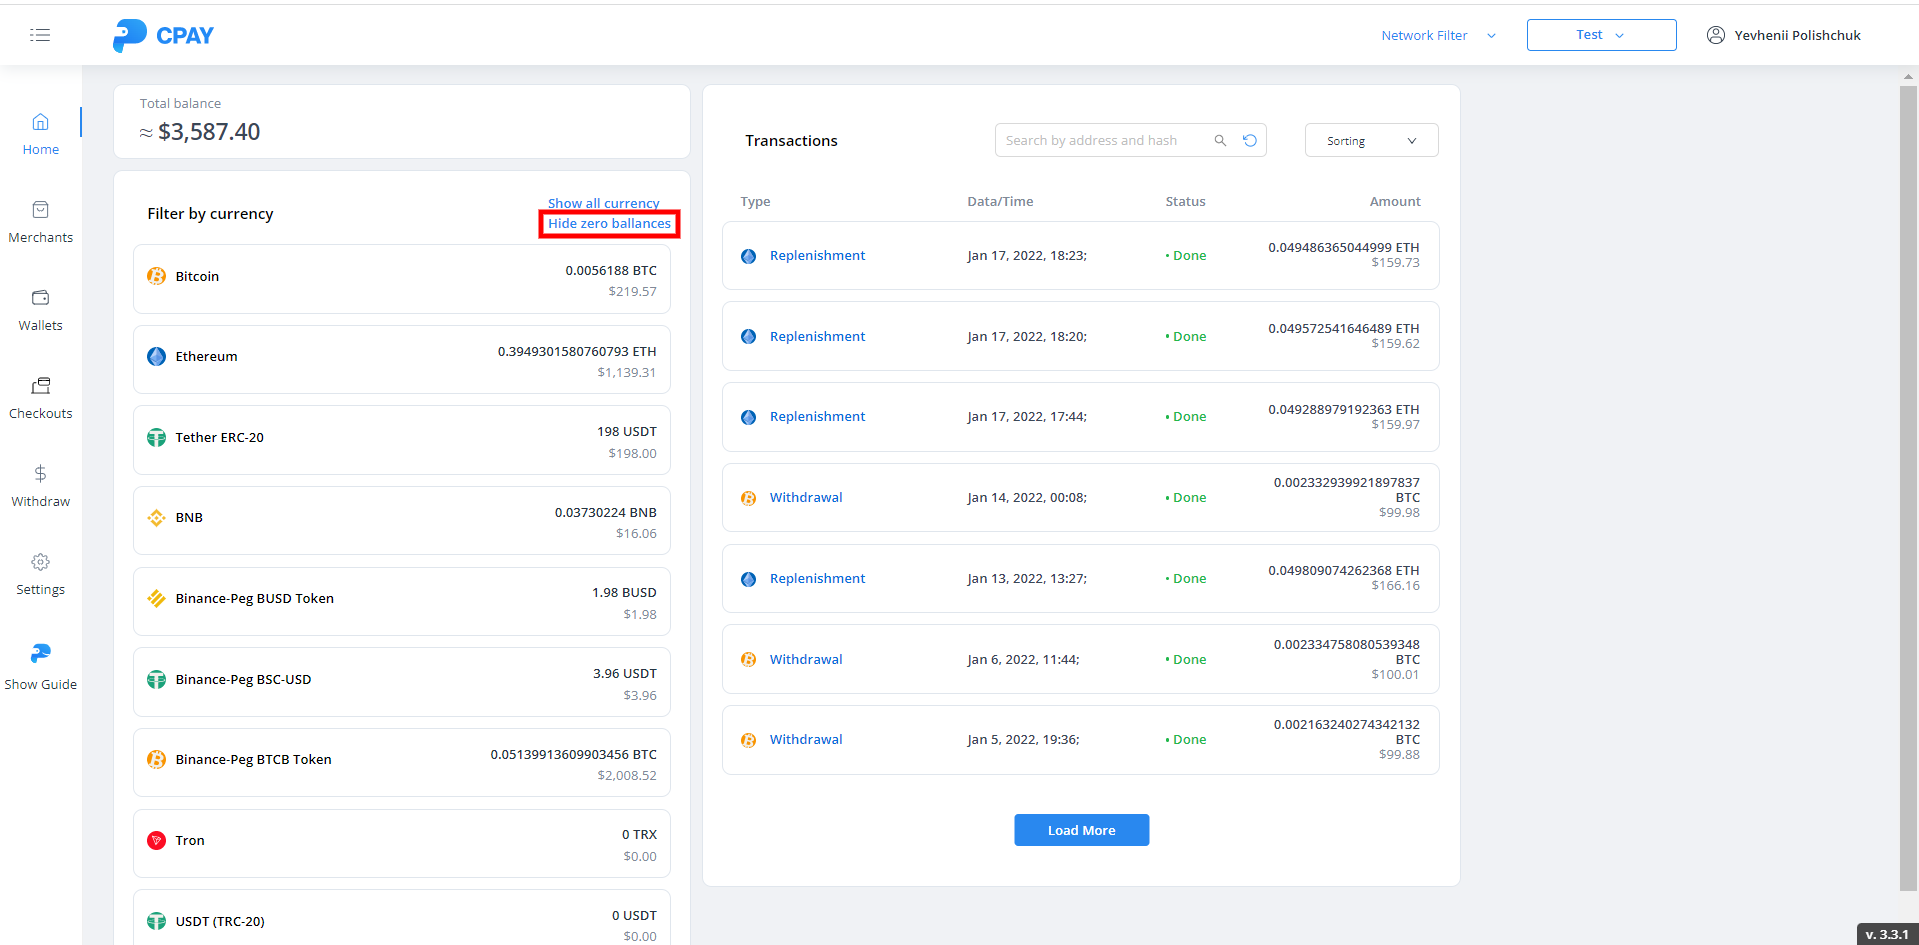 CPAY
Network Filter
Test
Yevhenii Polishchuk
Home
Merchants
Wallets
Checkouts
Withdraw
Settings
Show Guide
Total balance
≈ $3,587.40
Filter by currency
Show all currency
Hide zero ballances
Bitcoin
0.0056188 BTC
$219.57
Ethereum
0.3949301580760793 ETH
$1,139.31
Tether ERC-20
198 USDT
$198.00
BNB
0.03730224 BNB
$16.06
Binance-Peg BUSD Token
1.98 BUSD
$1.98
Binance-Peg BSC-USD
3.96 USDT
$3.96
Binance-Peg BTCB Token
0.05139913609903456 BTC
$2,008.52
Tron
0 TRX
$0.00
USDT (TRC-20)
0 USDT
$0.00
Transactions
Search by address and hash
Sorting
Type Data/Time Status Amount
Replenishment Jan 17, 2022, 18:23; • Done 0.049486365044999 ETH
$159.73
Replenishment Jan 17, 2022, 18:20; • Done 0.049572541646489 ETH
$159.62
Replenishment Jan 17, 2022, 17:44; • Done 0.049288979192363 ETH
$159.97
Withdrawal Jan 14, 2022, 00:08; • Done 0.002332939921897837
BTC
$99.98
Replenishment Jan 13, 2022, 13:27; • Done 0.049809074262368 ETH
$166.16
Withdrawal Jan 6, 2022, 11:44; • Done 0.002334758080539348
BTC
$100.01
Withdrawal Jan 5, 2022, 19:36; • Done 0.002163240274342132
BTC
$99.88
Load More
v. 3.3.1